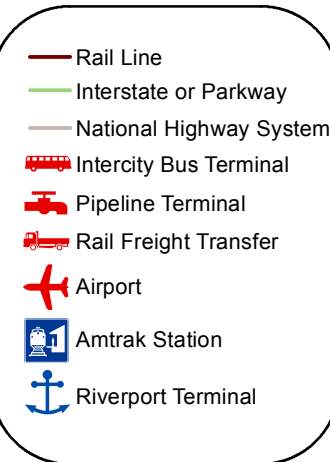 Rail Line
Interstate or Parkway
National Highway System
Intercity Bus Terminal
Pipeline Terminal
Rail Freight Transfer
Airport
Amtrak Station
Riverport Terminal